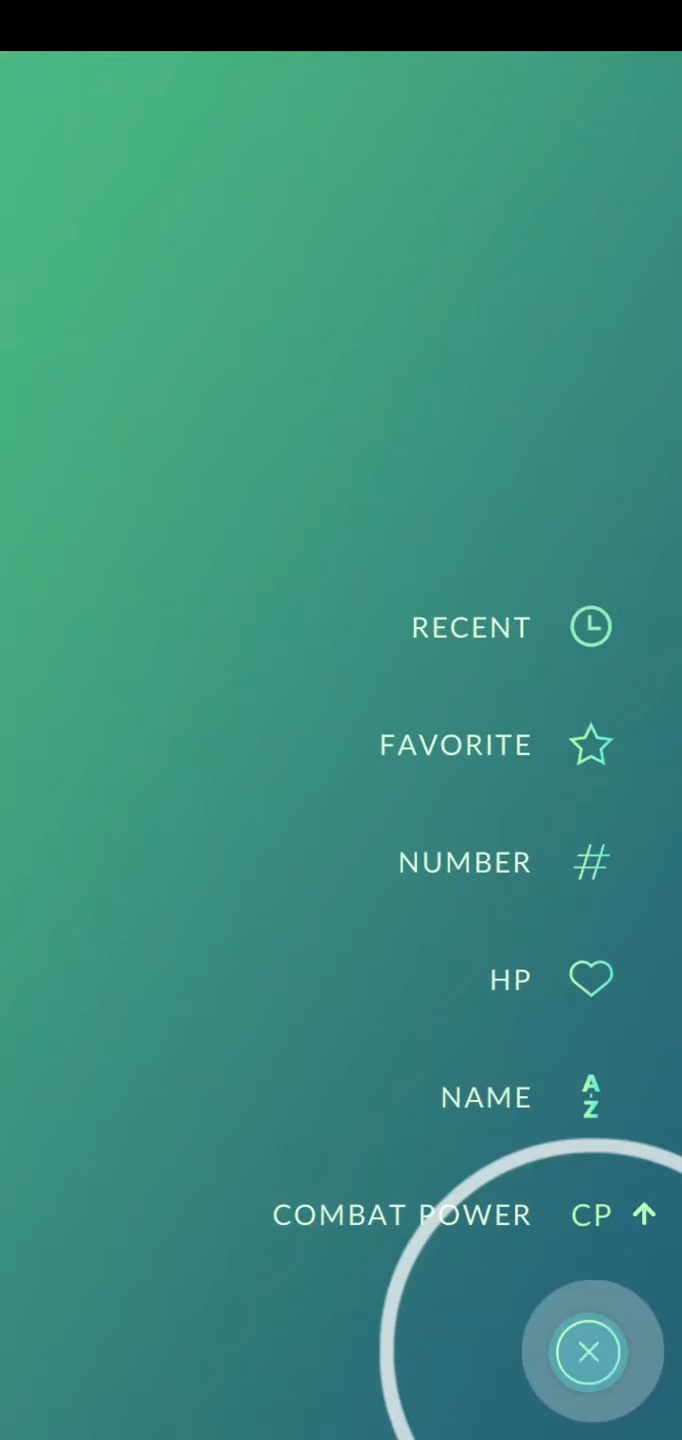 RECENT
FAVORITE
NUMBER #
HP
NAME A-Z
COMBAT POWER CP ↑